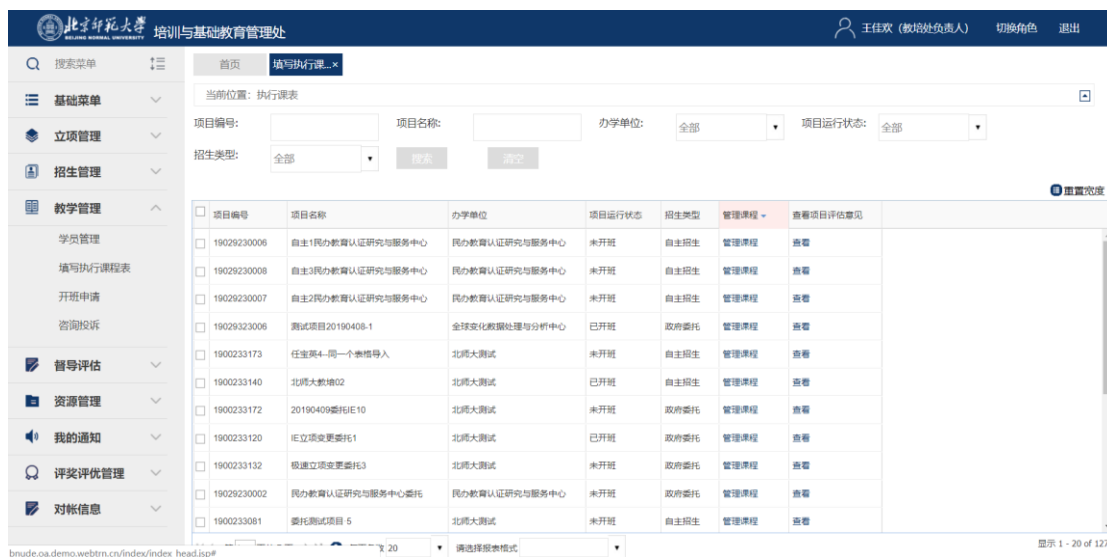 北京师范大学 培训与基础教育管理处 王佳欢（教培处负责人） 切换角色 退出
BEIJING NORMAL UNIVERSITY
搜索菜单
基础菜单
立项管理
招生管理
教学管理
学员管理
填写执行课程表
开班申请
咨询投诉
督导评估
资源管理
我的通知
评奖评优管理
对帐信息
首页 填写执行课...×
当前位置：执行课表
项目编号: 项目名称: 办学单位: 全部 项目运行状态: 全部
招生类型: 全部 搜索 清空
重置宽度
项目编号 项目名称 办学单位 项目运行状态 招生类型 管理课程 查看项目评估意见
19029230006 自主1民办教育认证研究与服务中心 民办教育认证研究与服务中心 未开班 自主招生 管理课程 查看
19029230008 自主3民办教育认证研究与服务中心 民办教育认证研究与服务中心 未开班 自主招生 管理课程 查看
19029230007 自主2民办教育认证研究与服务中心 民办教育认证研究与服务中心 未开班 自主招生 管理课程 查看
19029323006 测试项目20190408-1 全球变化数据处理与分析中心 已开班 政府委托 管理课程 查看
1900233173 任宝英4--同一个表格导入 北师大测试 未开班 自主招生 管理课程 查看
1900233140 北师大教培02 北师大测试 已开班 自主招生 管理课程 查看
1900233172 20190409委托IE10 北师大测试 未开班 政府委托 管理课程 查看
1900233120 IE立项变更委托1 北师大测试 已开班 政府委托 管理课程 查看
1900233132 极速立项变更委托3 北师大测试 未开班 政府委托 管理课程 查看
19029230002 民办教育认证研究与服务中心委托 民办教育认证研究与服务中心 未开班 政府委托 管理课程 查看
1900233081 委托测试项目-5 北师大测试 未开班 自主招生 管理课程 查看
20 请选择报表格式 显示 1 - 20 of 127
bnude.oa.demo.webtrn.cn/index/index_head.jsp#